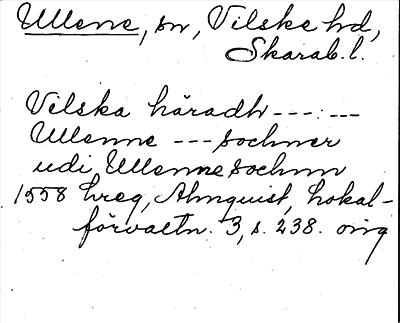 Ullene, sn, Vilske hd,
Skarab. l.
Vilska häradh ---:---
Ullenne --- sochner
udi Ullenne sochnn
1558 hreg, Almquist, Lokal-
förvaltn. 3, s. 238. orig